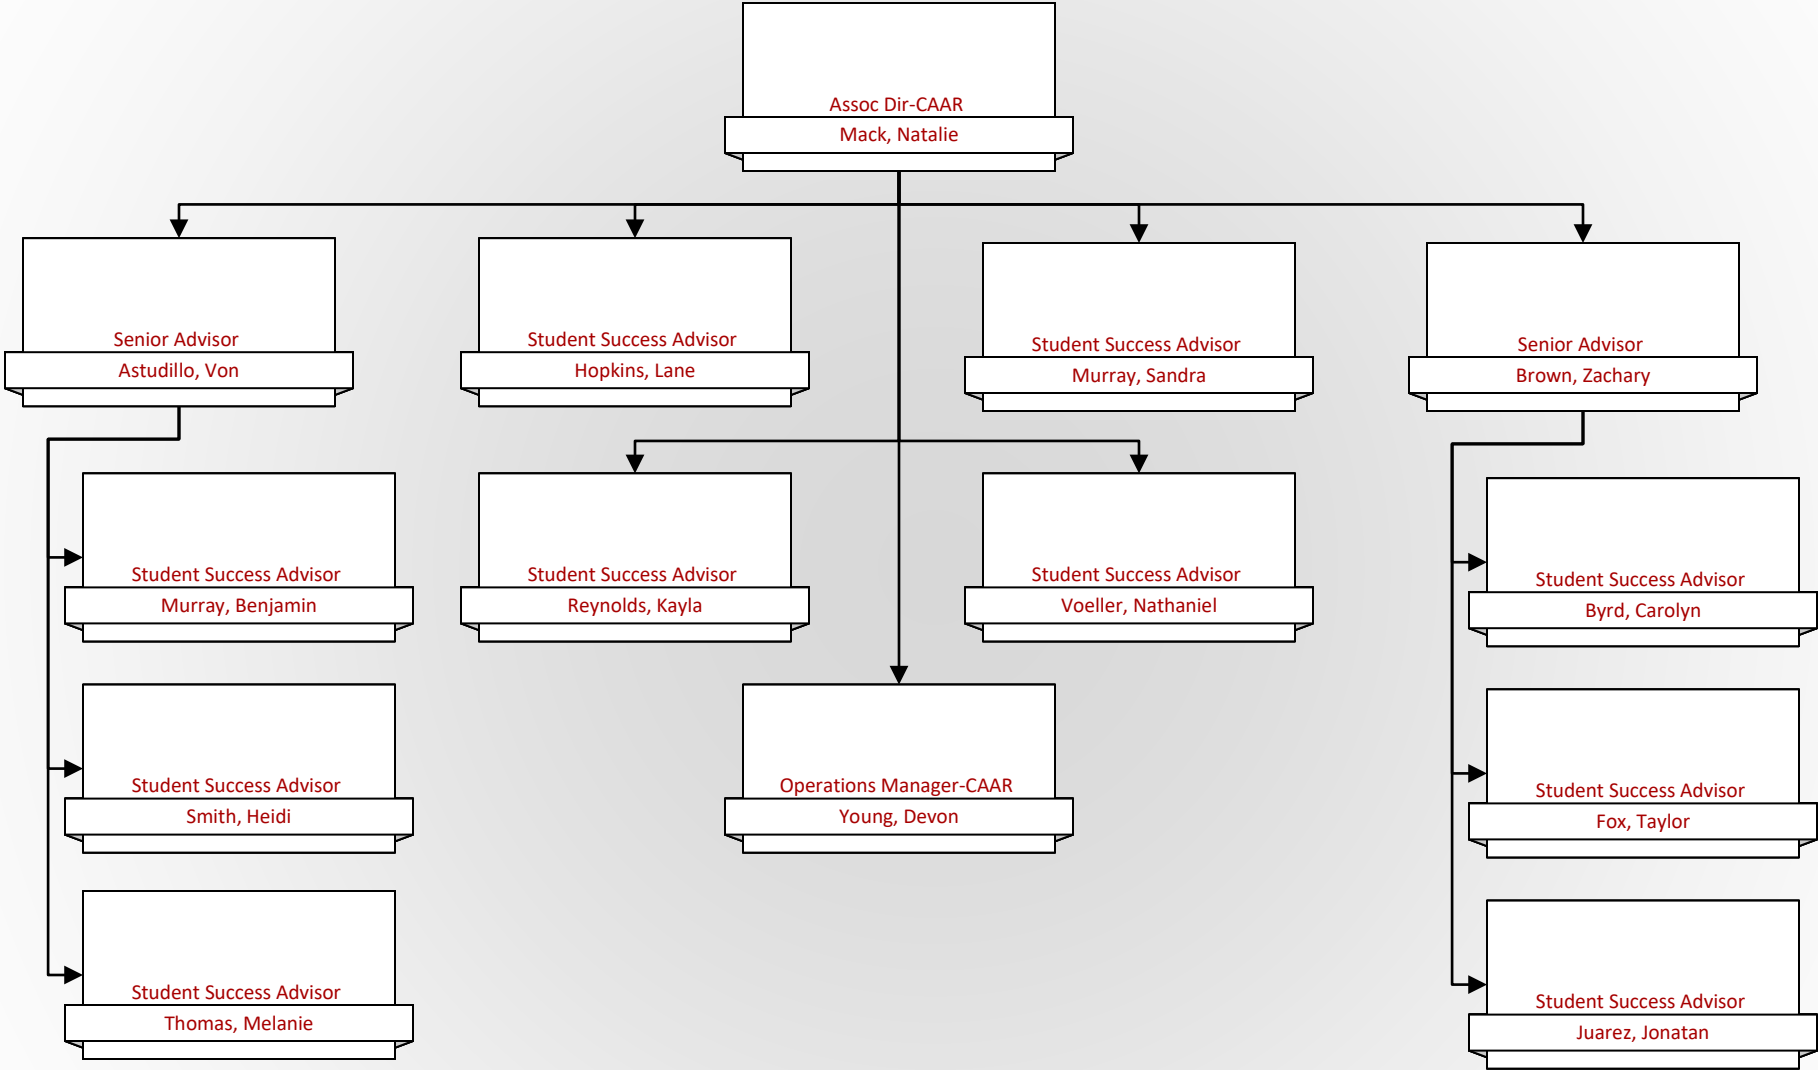 Assoc Dir-CAAR
Mack, Natalie
Senior Advisor
Astudillo, Von
Student Success Advisor
Hopkins, Lane
Student Success Advisor
Murray, Sandra
Senior Advisor
Brown, Zachary
Student Success Advisor
Murray, Benjamin
Student Success Advisor
Reynolds, Kayla
Student Success Advisor
Voeller, Nathaniel
Student Success Advisor
Byrd, Carolyn
Student Success Advisor
Smith, Heidi
Operations Manager-CAAR
Young, Devon
Student Success Advisor
Fox, Taylor
Student Success Advisor
Thomas, Melanie
Student Success Advisor
Juarez, Jonatan